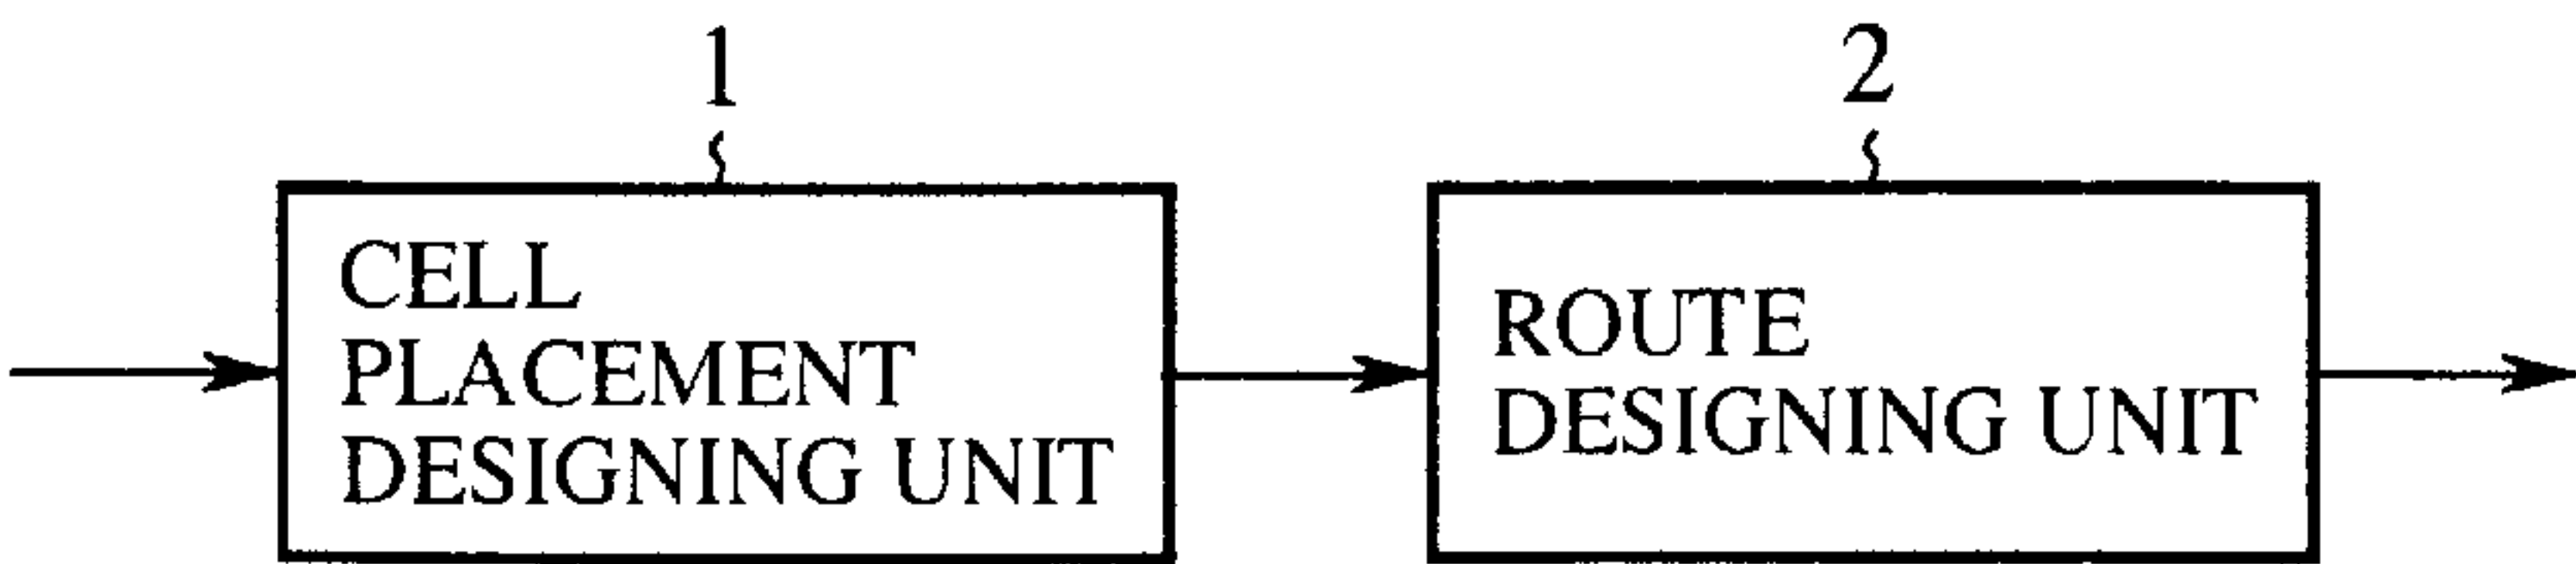 1
CELL
PLACEMENT
DESIGNING UNIT
2
ROUTE
DESIGNING UNIT